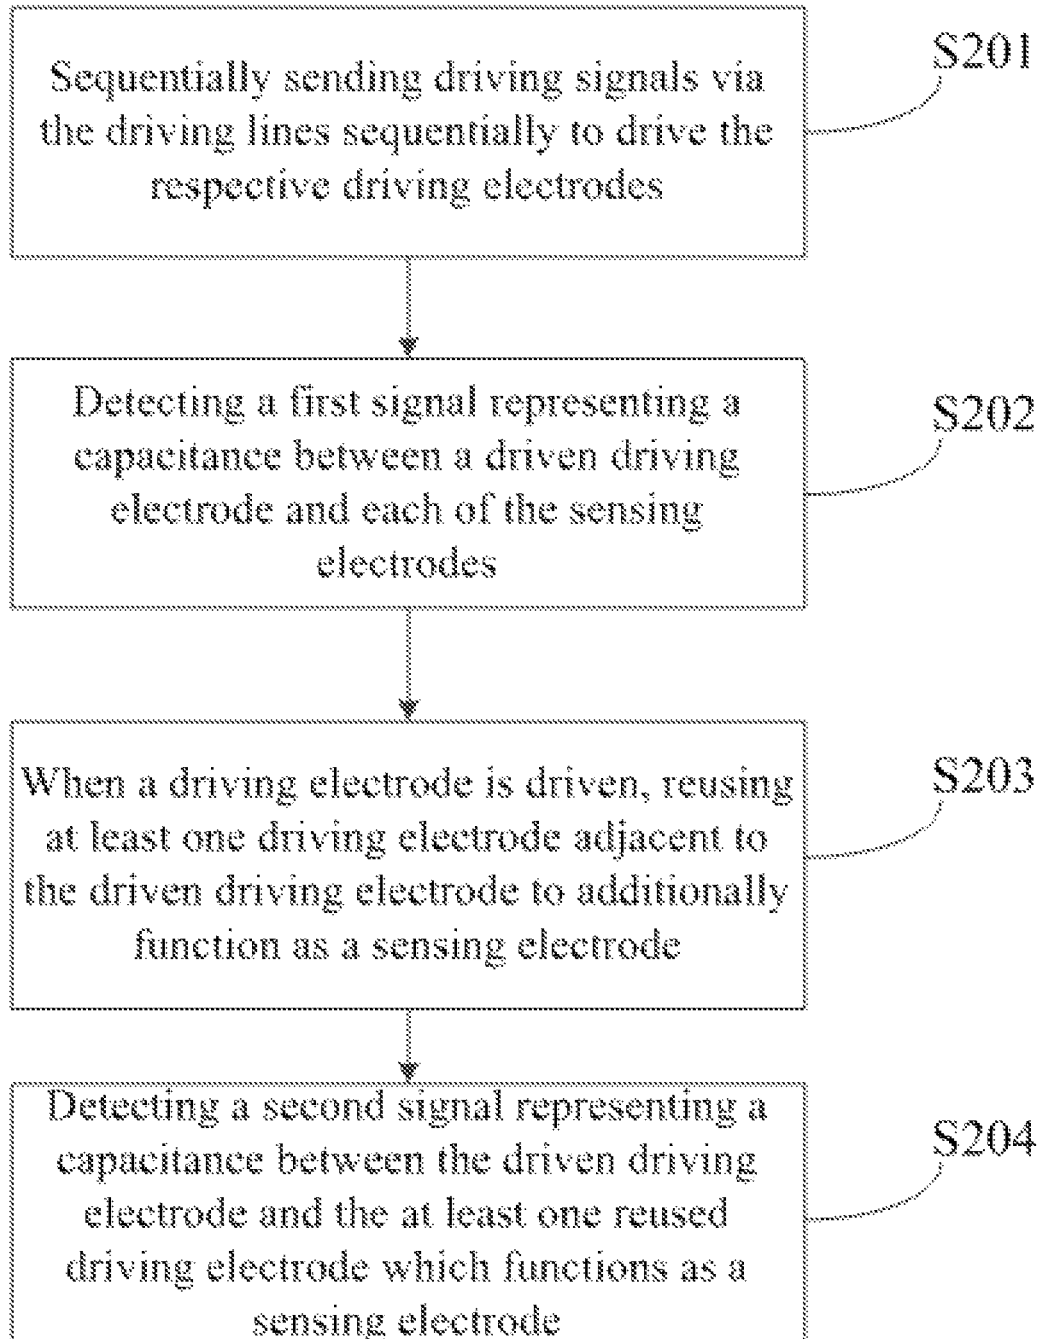 Sequentially sending driving signals via
the driving lines sequentially to drive the
respective driving electrodes
S201
Detecting a first signal representing a
capacitance between a driven driving
electrode and each of the sensing
electrodes
S202
When a driving electrode is driven, reusing
at least one driving electrode adjacent to
the driven driving electrode to additionally
function as a sensing electrode
S203
Detecting a second signal representing a
capacitance between the driven driving
electrode and the at least one reused
driving electrode which functions as a
sensing electrode
S204